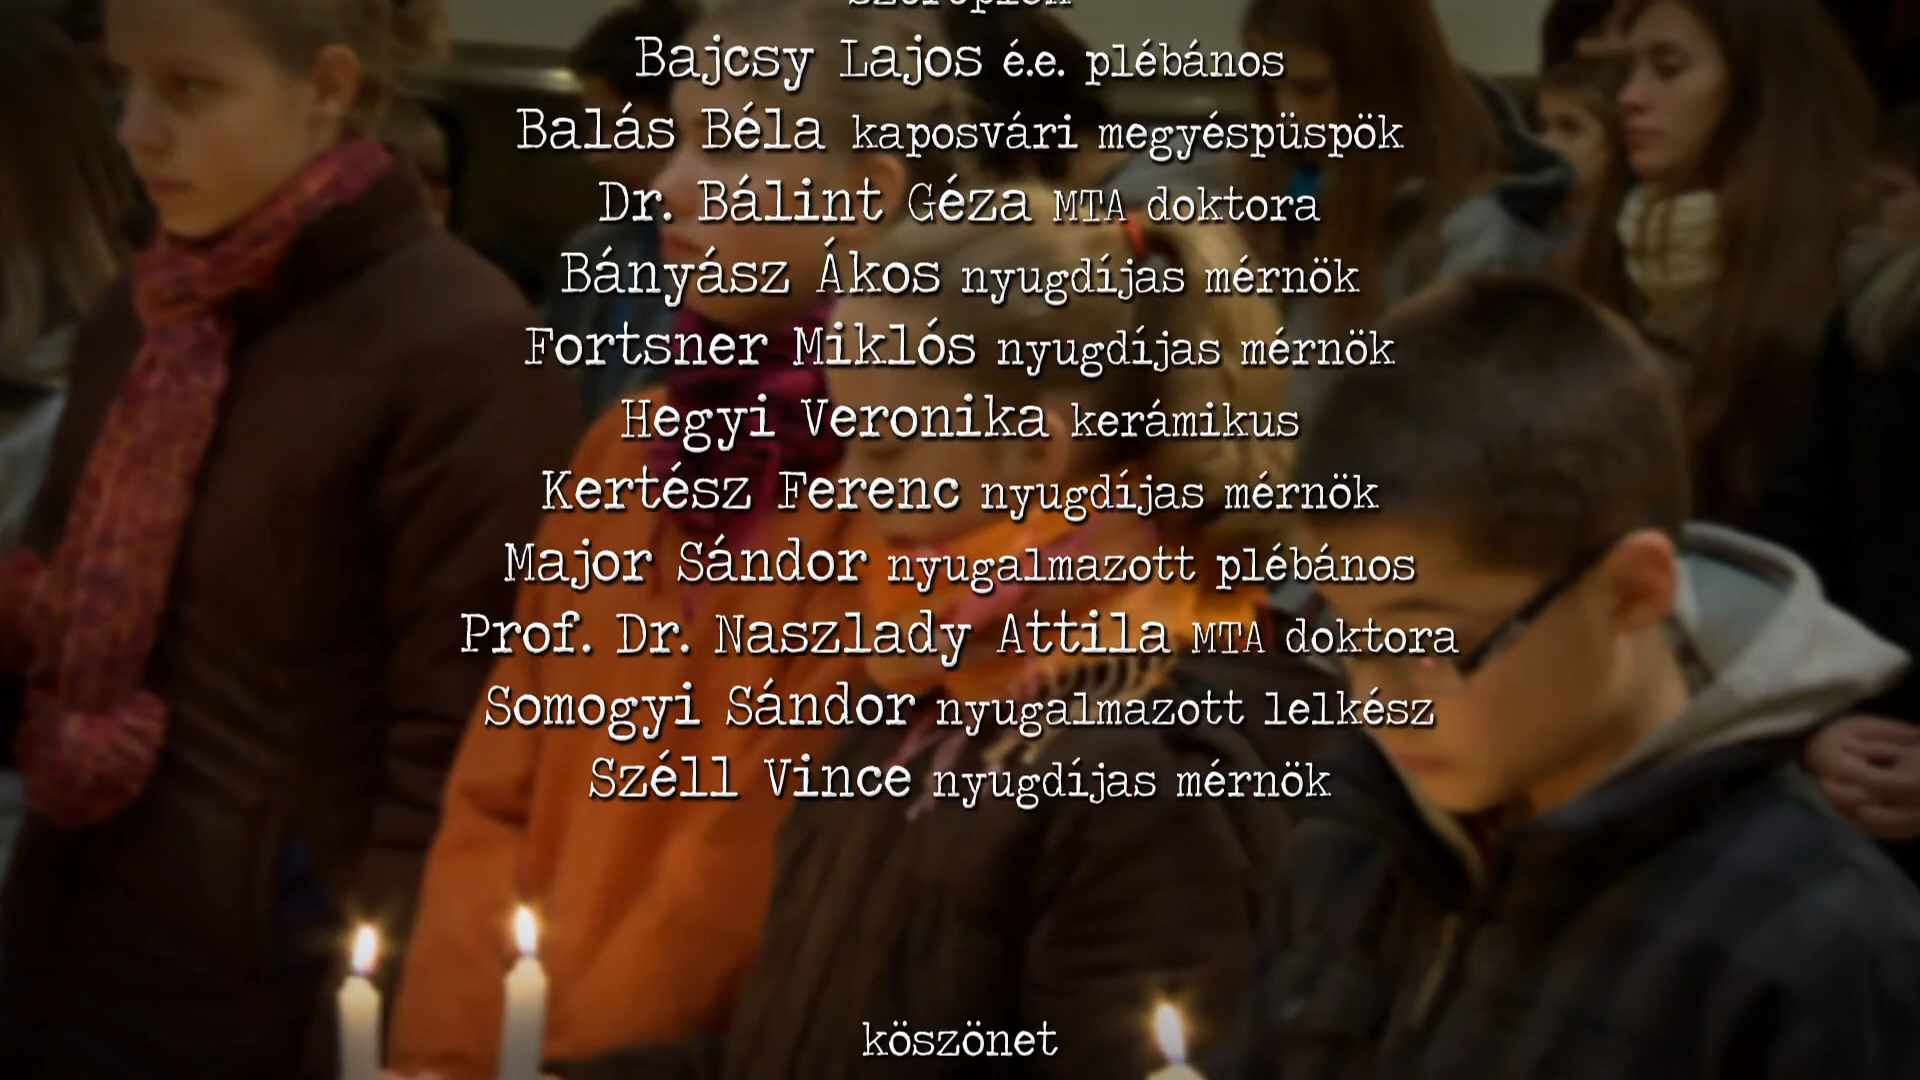 szereplők
Bajcsy Lajos é.e. plébános
Balás Béla kaposvári megyéspüspök
Dr. Bálint Géza MTA doktora
Bányász Ákos nyugdíjas mérnök
Fortsner Miklós nyugdíjas mérnök
Hegyi Veronika kerámikus
Kertész Ferenc nyugdíjas mérnök
Major Sándor nyugalmazott plébános
Prof. Dr. Naszlady Attila MTA doktora
Somogyi Sándor nyugalmazott lelkész
Széll Vince nyugdíjas mérnök
köszönet